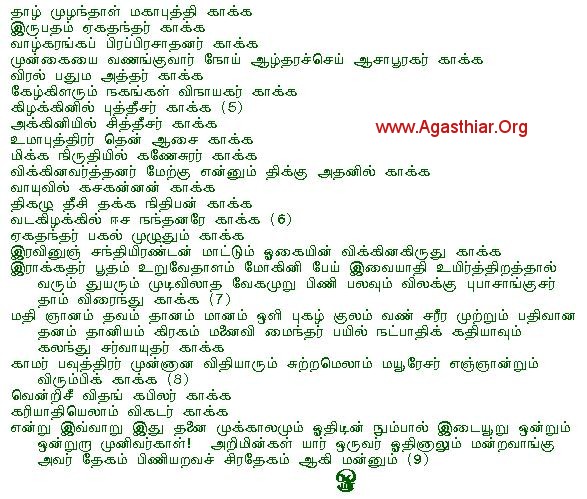 தாழ் முழந்தாள் மகாபுத்தி காக்க
இருபதம் ஏகதந்தர் காக்க
வாழ்கரங்கப் பிரப்பிரசாதனர் காக்க
முன்கையை வணங்குவார் நோய் ஆழ்தரச்செய் ஆசாபூரகர் காக்க
விரல் பதும அத்தர் காக்க
கேழ்கிளரும் நகங்கள் விநாயகர் காக்க
கிழக்கினில் புத்தீசர் காக்க (5)
அக்கினியில் சித்தீசர் காக்க
உமாபுத்திரர் தென் ஆசை காக்க
மிக்க நிருதியில் கணேசுரர் காக்க
விக்கினவர்த்தனர் மேற்கு என்னும் திக்கு அதனில் காக்க
வாயுவில் கசகன்னன் காக்க
திகழு தீசி தக்க நிதிபன் காக்க
வடகிழக்கில் ஈச நந்தனரே காக்க (6)
ஏகதந்தர் பகல் முழுதும் காக்க
இரவினுஞ் சந்தியிரண்டன் மாட்டும் ஓகையின் விக்கினகிருது காக்க
இராக்கதர் பூதம் உறுவேதாளம் மோகினி பேய் இவையாதி உயிர்த்திறத்தால்
வரும் துயரும் முடிவிலாத வேகமுறு பிணி பலவும் விலக்கு புபாசாங்குசர்
தாம் விரைந்து காக்க (7)
மதி ஞானம் தவம் தானம் மானம் ஒளி புகழ் குலம் வண் சரீர முற்றும் பதிவான
தனம் தானியம் கிரகம் மனைவி மைந்தர் பயில் நட்பாதிக் கதியாவும்
கலந்து சர்வாயுதர் காக்க
காமர் பவுத்திரர் முன்னான விதியாரும் சுற்றமெலாம் மயூரேசர் எஞ்ஞான்றும்
விரும்பிக் காக்க (8)
வென்றிசீ விதங் கபிலர் காக்க
கரியாதியெலாம் விகடர் காக்க
என்று இவ்வாறு இது தனை முக்காலமும் ஓதிடின் நும்பால் இடையூறு ஒன்றும்
ஒன்றுறு முனிவர்காள்! அறிமின்கள் யார் ஒருவர் ஓதினாலும் மன்றவாங்கு
அவர் தேகம் பிணியறவச் சிரதேகம் ஆகி மன்னும் (9)
www.Agasthiar.Org